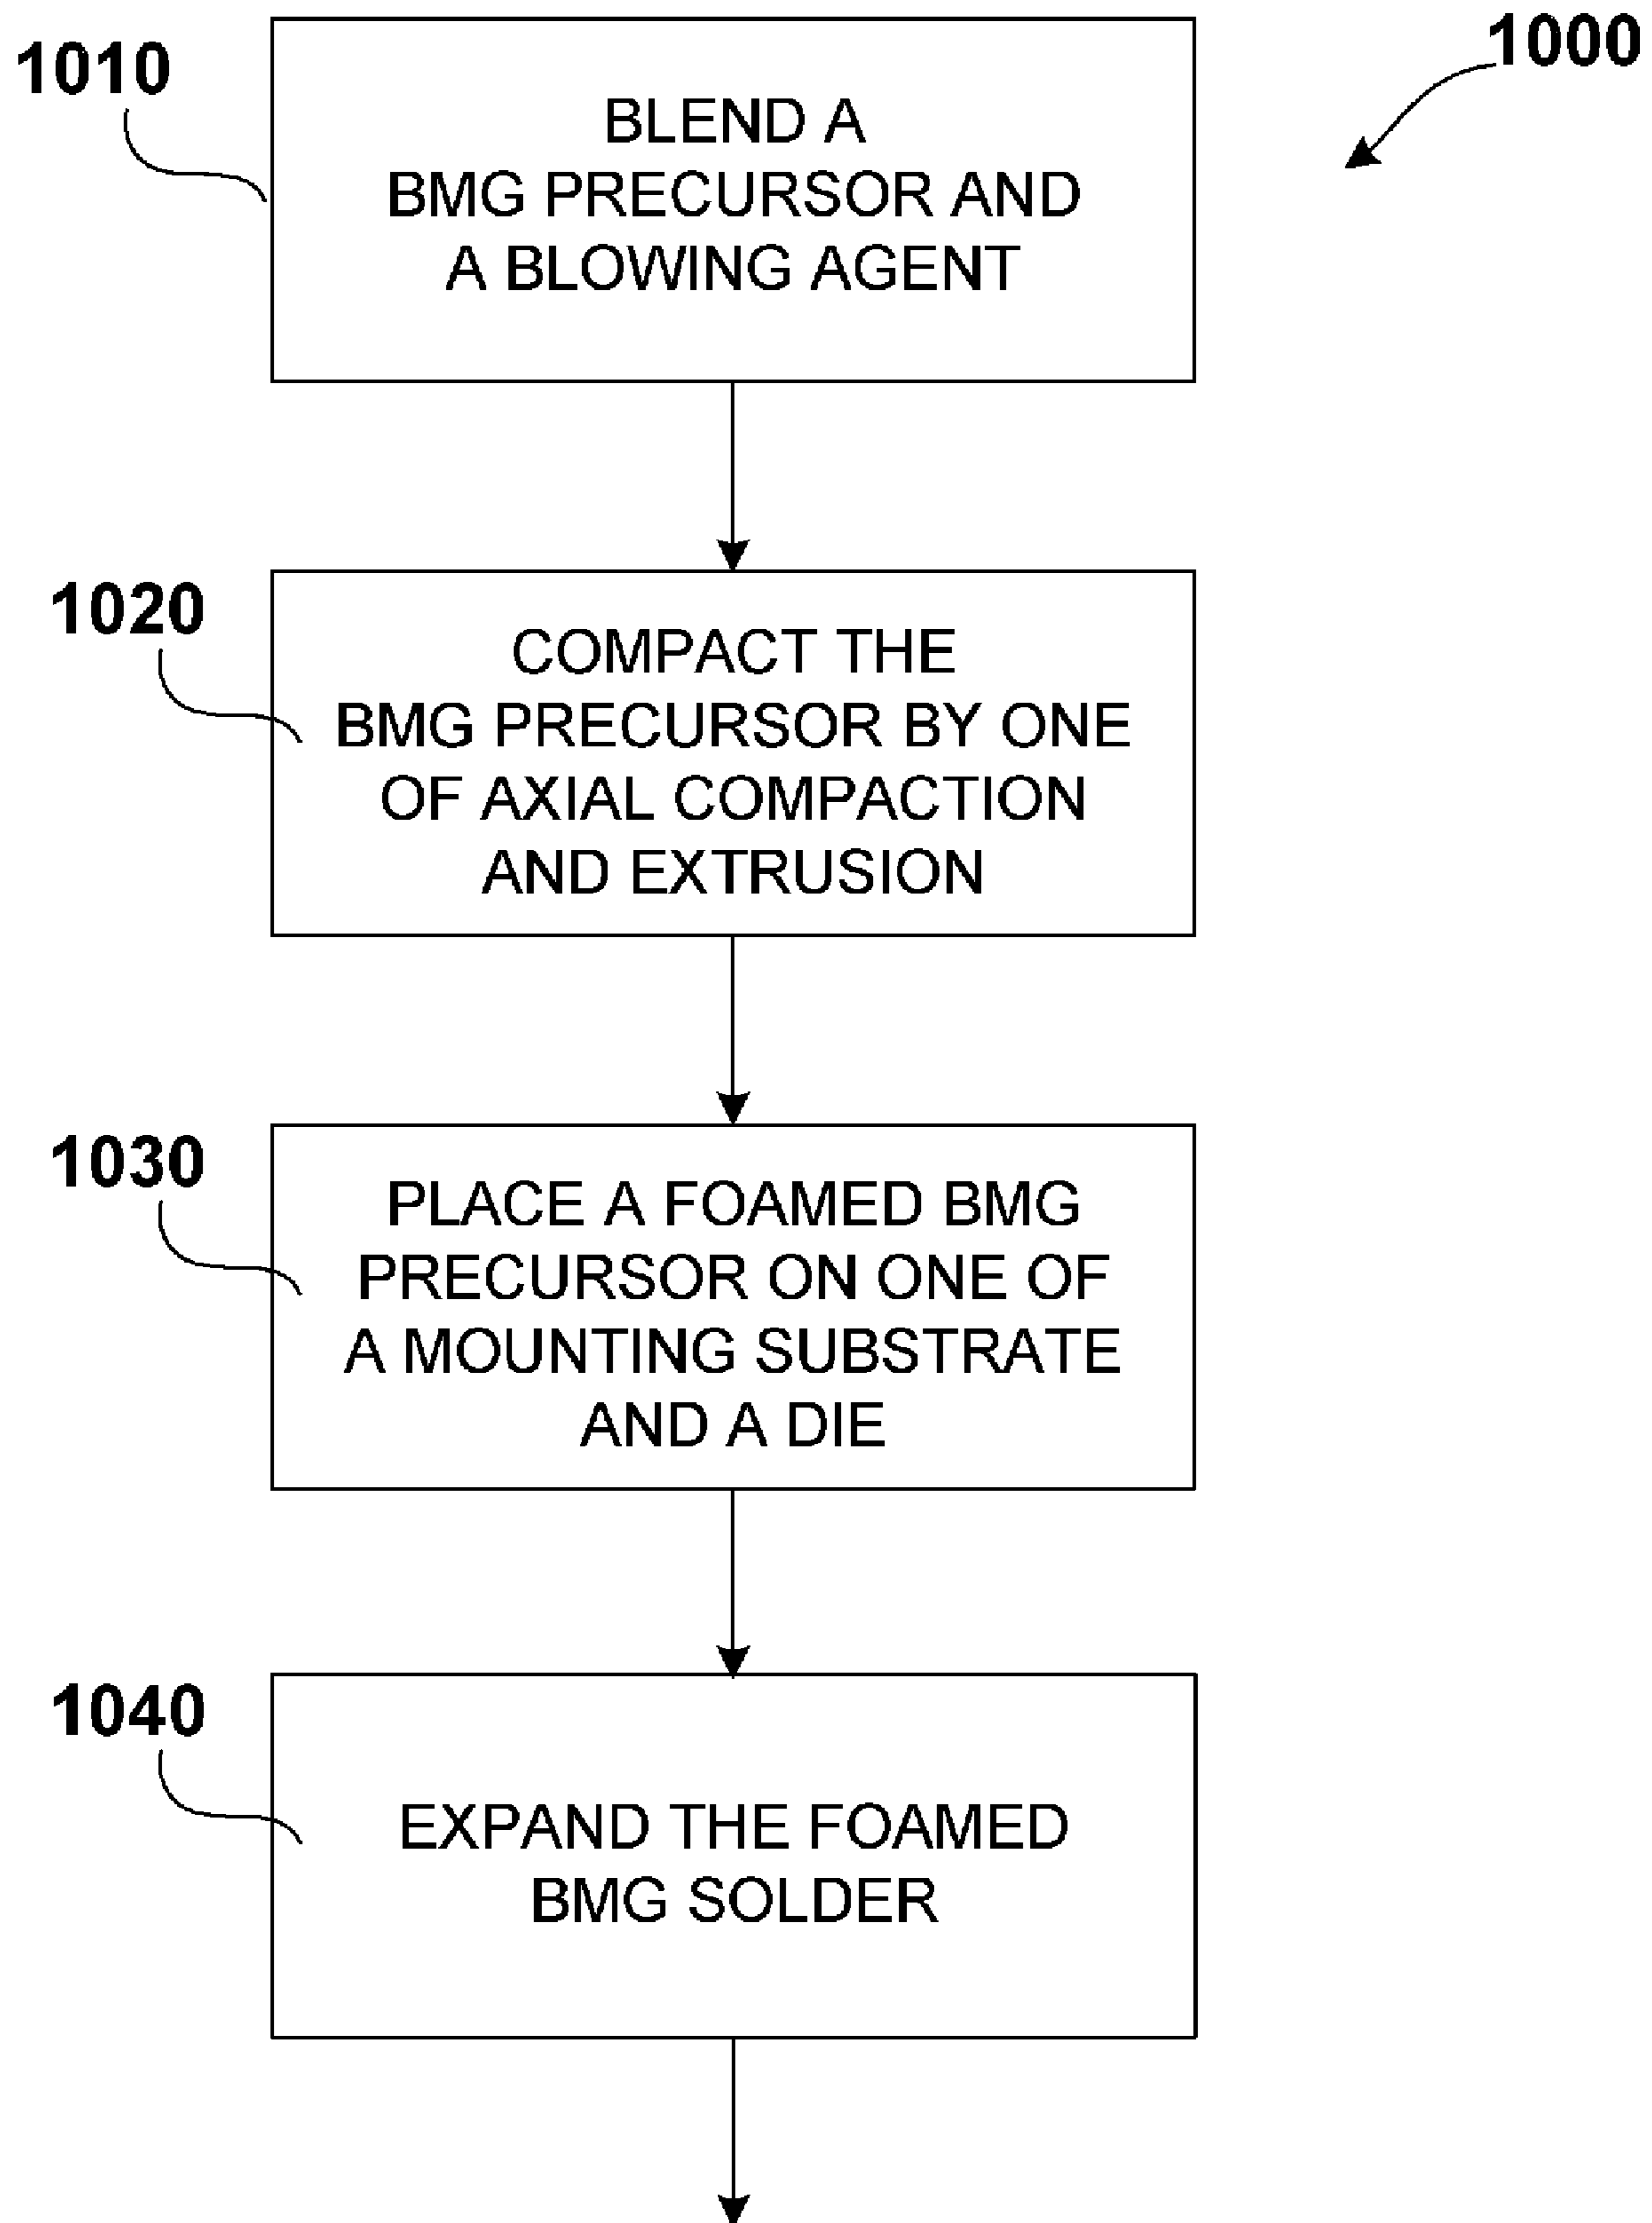 1000
1010
BLEND A
BMG PRECURSOR AND
A BLOWING AGENT
1020
COMPACT THE
BMG PRECURSOR BY ONE
OF AXIAL COMPACTION
AND EXTRUSION
1030
PLACE A FOAMED BMG
PRECURSOR ON ONE OF
A MOUNTING SUBSTRATE
AND A DIE
1040
EXPAND THE FOAMED
BMG SOLDER